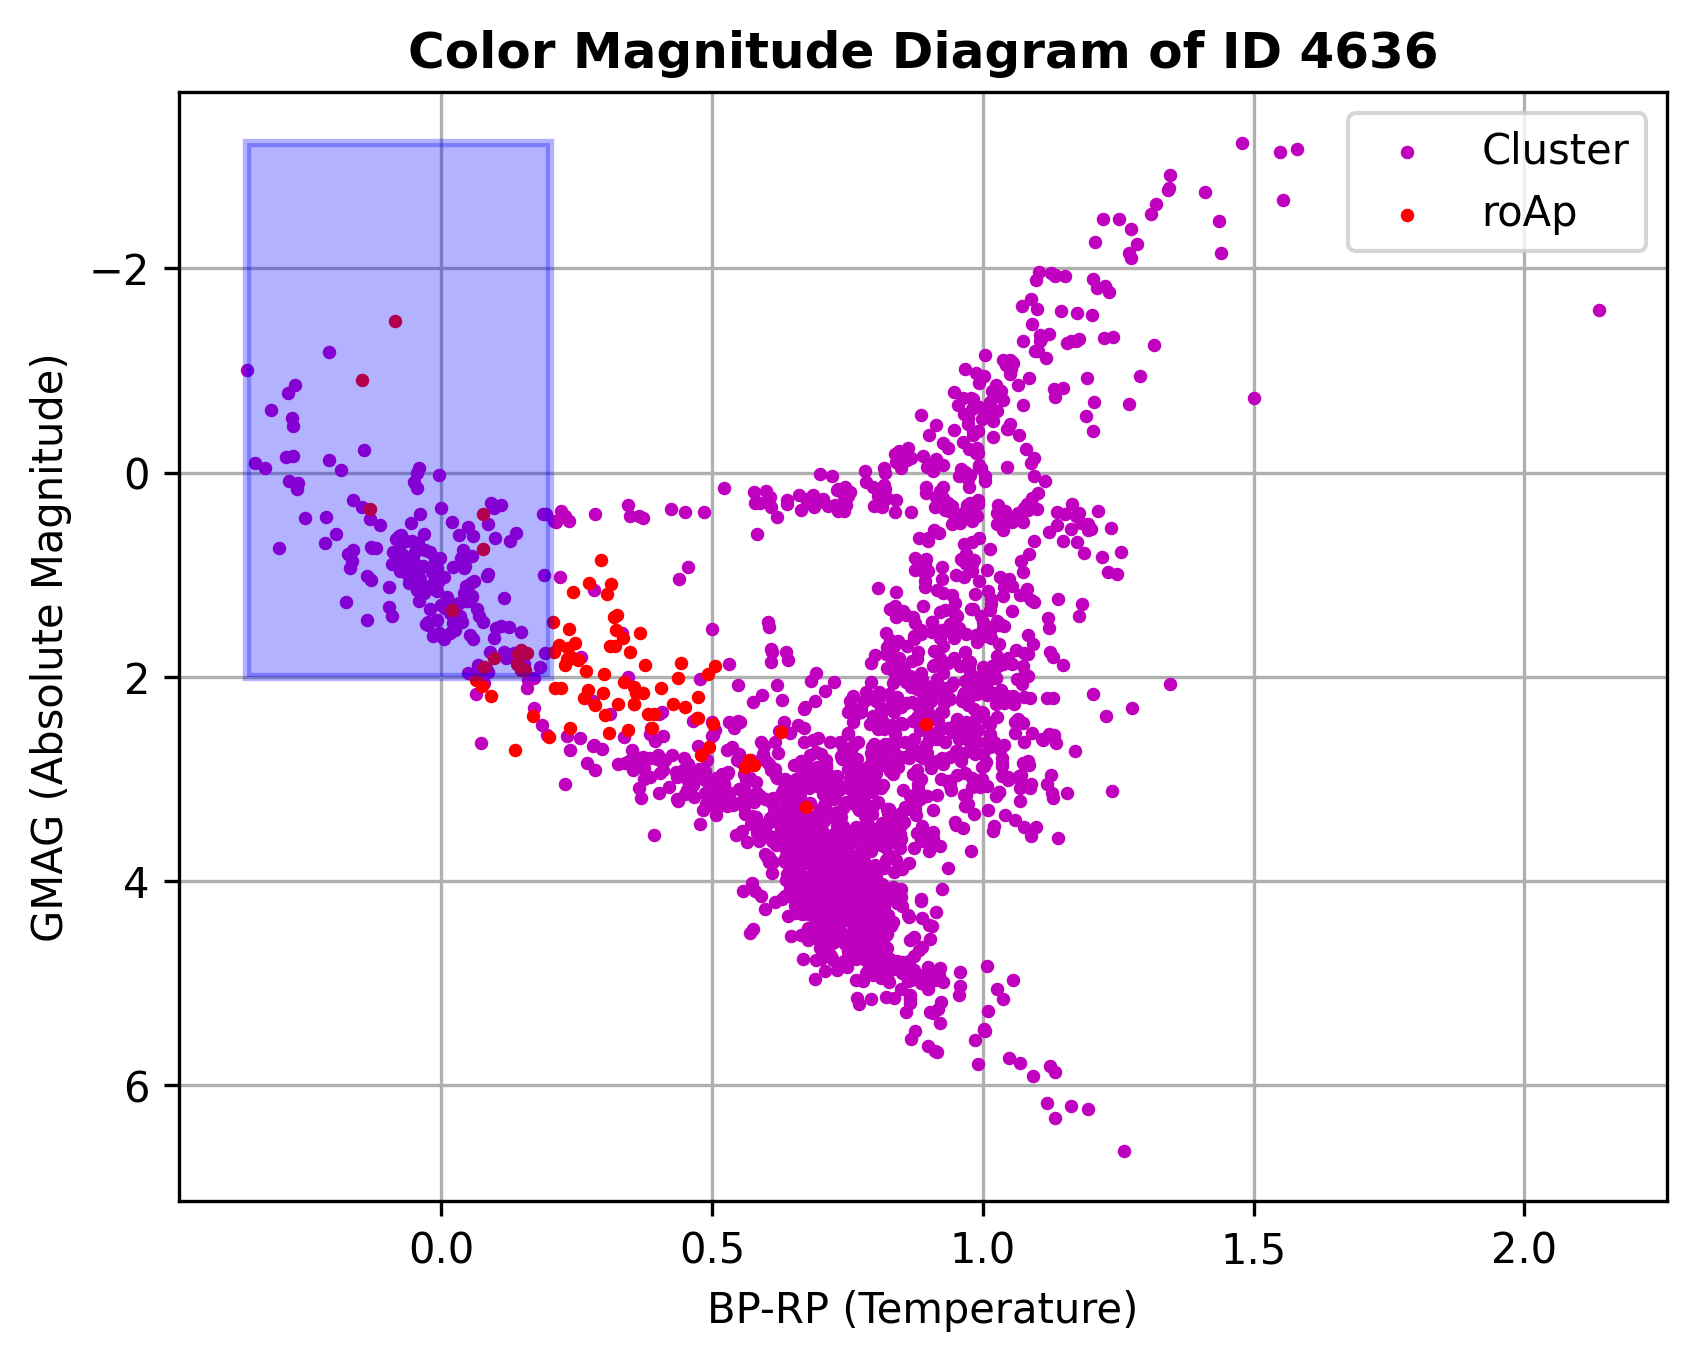 Color Magnitude Diagram of ID 4636
Cluster
roAp
GMAG (Absolute Magnitude)
−2
0
2
4
6
0.0 0.5 1.0 1.5 2.0
BP-RP (Temperature)